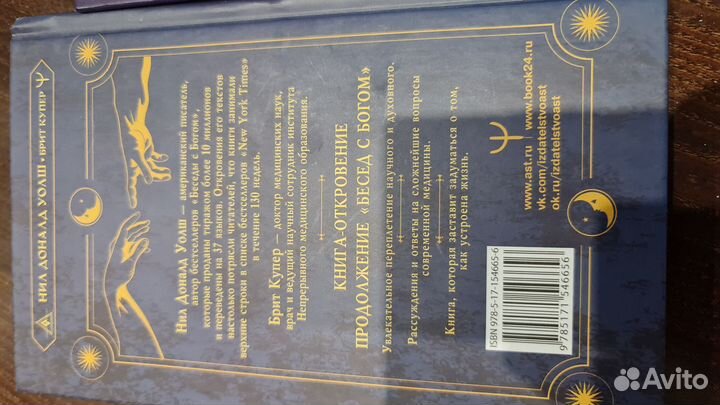 НИЛ ДОНАЛД УОЛШ • БРИТ КУПЕР
Нил Доналд Уолш — американский писатель,
автор бестселлеров «Беседы с Богом»,
которые проданы тиражом более 10 миллионов
и переведены на 37 языков. Откровения его текстов
настолько потрясли читателей, что книги занимали
верхние строки в списке бестселлеров «New York Times»
в течение 130 недель.
Брит Купер — доктор медицинских наук,
врач и ведущий научный сотрудник института
Непрерывного медицинского образования.
КНИГА-ОТКРОВЕНИЕ
ПРОДОЛЖЕНИЕ «БЕСЕД С БОГОМ»
Увлекательное переплетение научного и духовного.
Рассуждения и ответы на сложнейшие вопросы
современной медицины.
Книга, которая заставит задуматься о том,
как устроена жизнь.
ISBN 978-5-17-154665-6
9 785171 546656
www.ast.ru www.book24.ru
vk.com/izdatelstvoast
ok.ru/izdatelstvoast
Avito